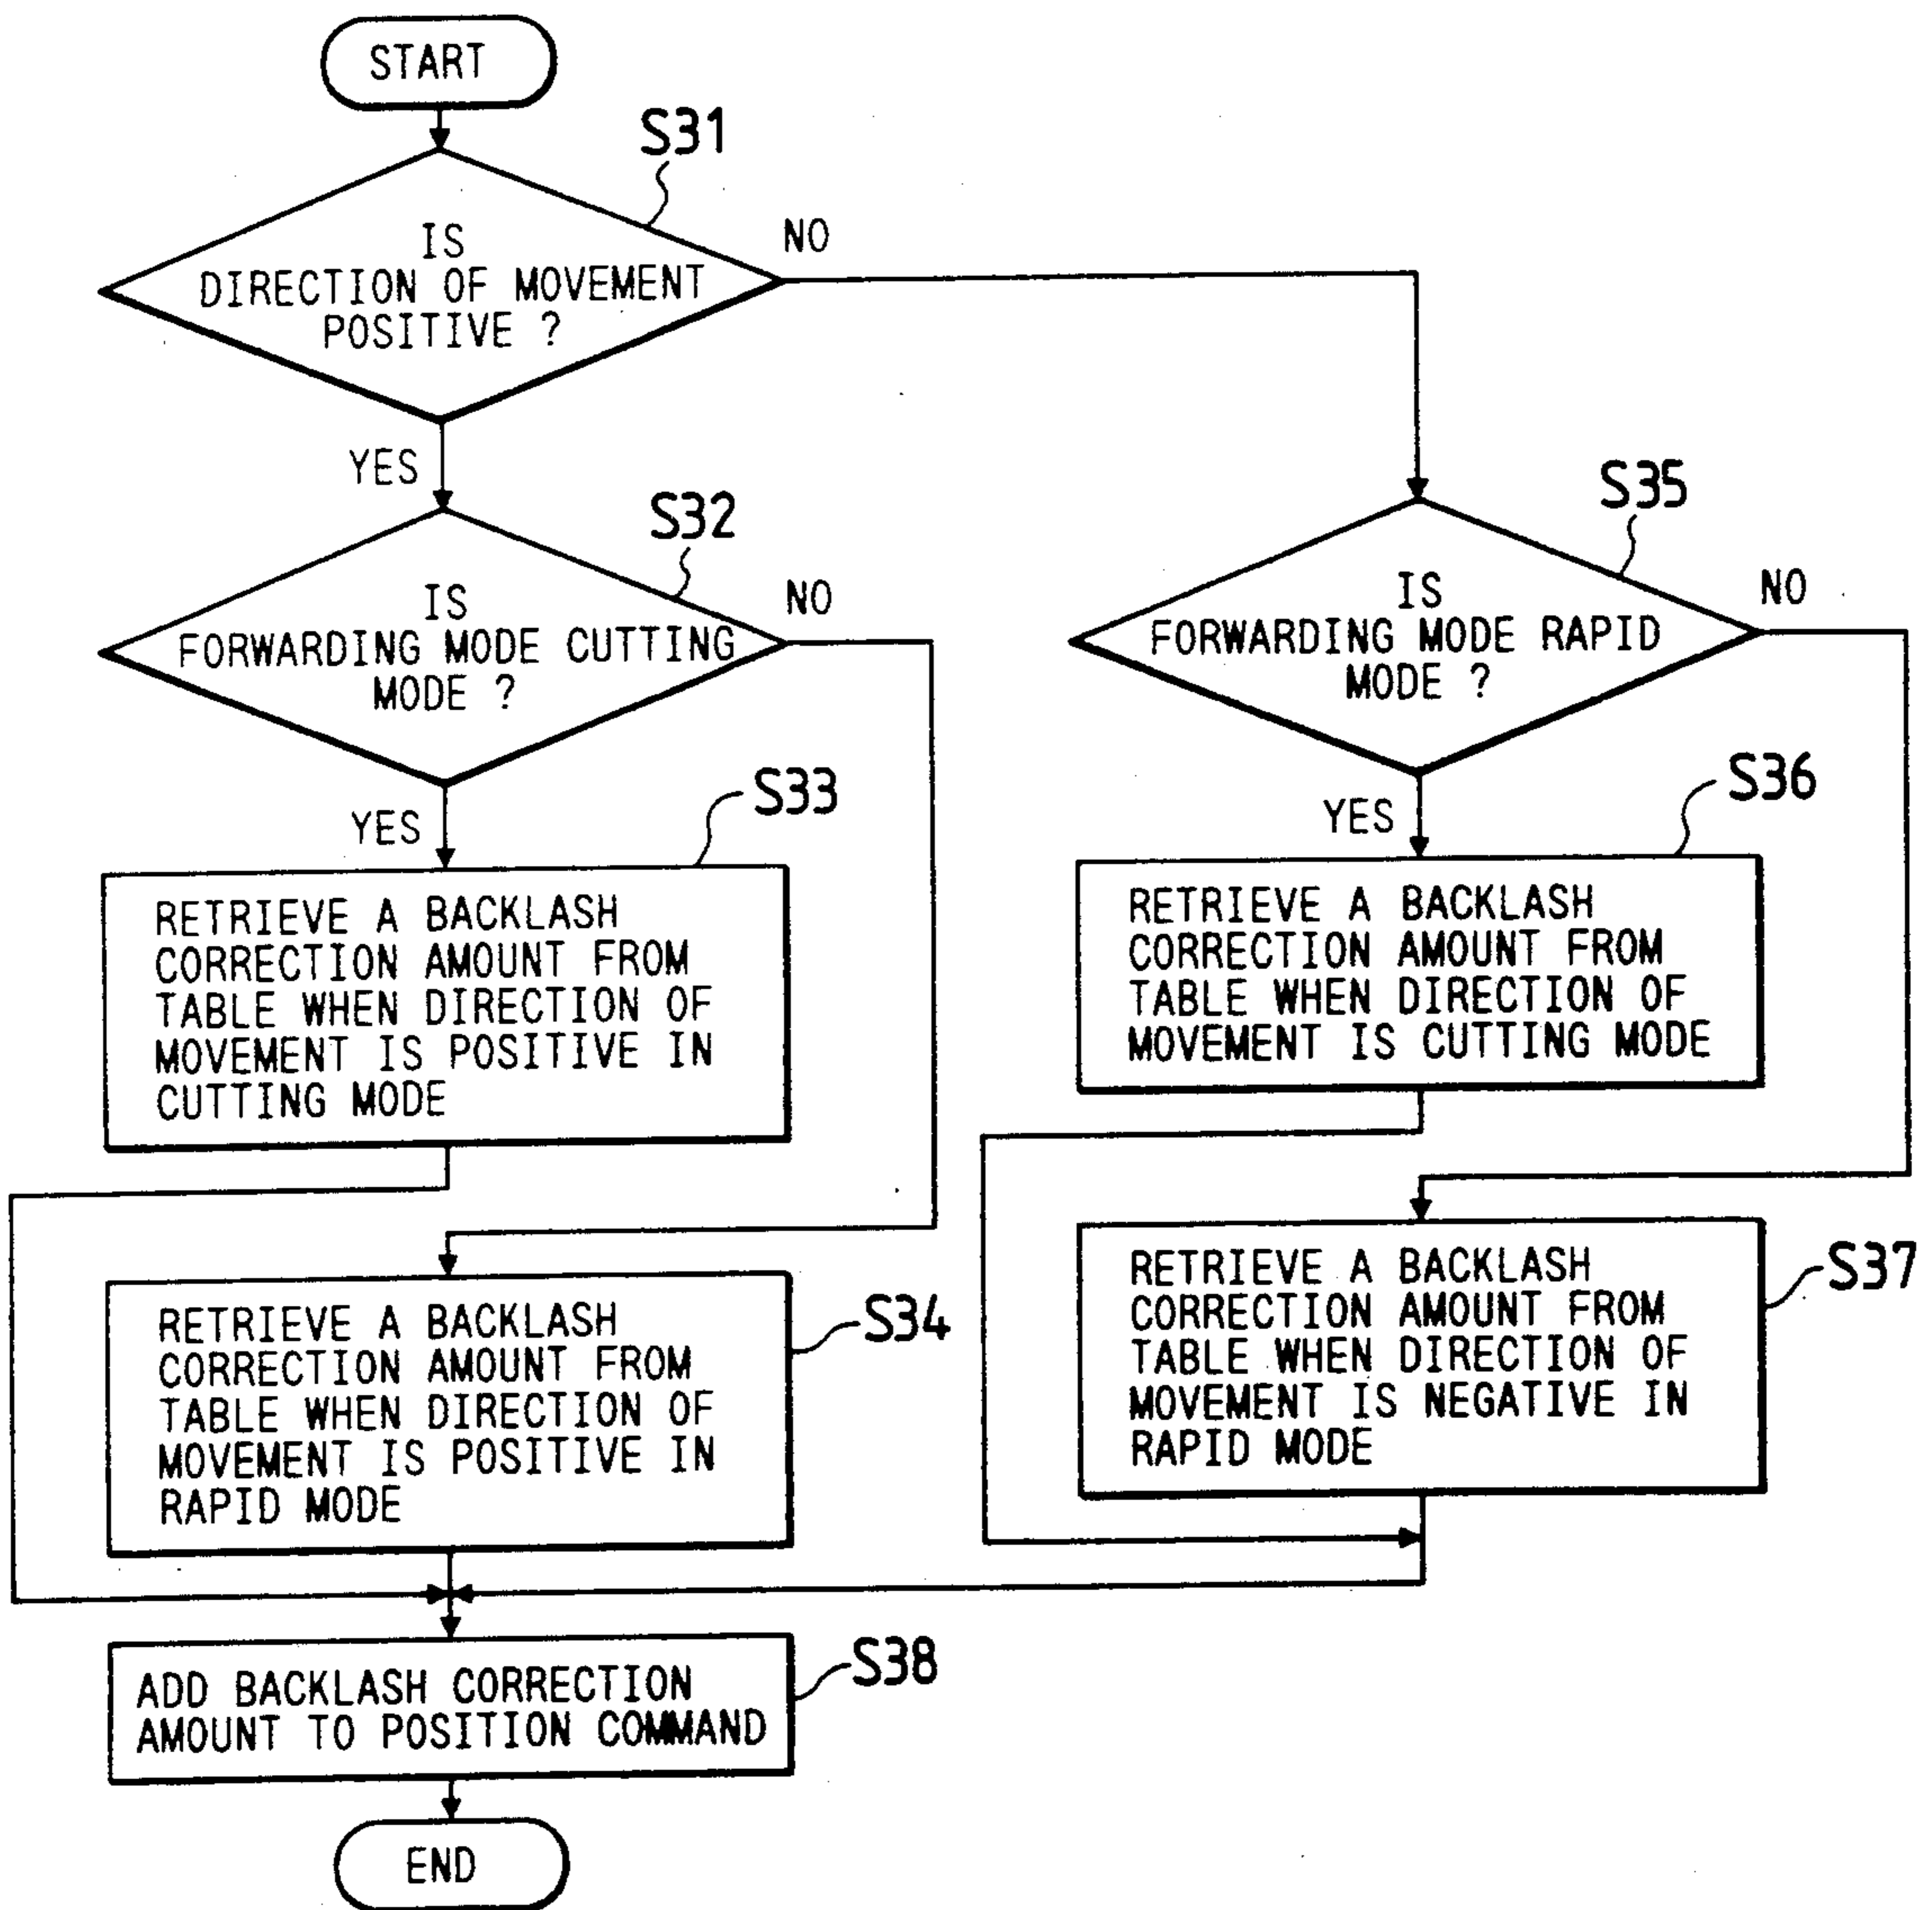 START
S31
IS
DIRECTION OF MOVEMENT
POSITIVE ?
NO
YES
S32
IS
FORWARDING MODE CUTTING
MODE ?
NO
YES
S33
RETRIEVE A BACKLASH
CORRECTION AMOUNT FROM
TABLE WHEN DIRECTION OF
MOVEMENT IS POSITIVE IN
CUTTING MODE
S34
RETRIEVE A BACKLASH
CORRECTION AMOUNT FROM
TABLE WHEN DIRECTION OF
MOVEMENT IS POSITIVE IN
RAPID MODE
S35
IS
FORWARDING MODE RAPID
MODE ?
NO
YES
S36
RETRIEVE A BACKLASH
CORRECTION AMOUNT FROM
TABLE WHEN DIRECTION OF
MOVEMENT IS CUTTING MODE
S37
RETRIEVE A BACKLASH
CORRECTION AMOUNT FROM
TABLE WHEN DIRECTION OF
MOVEMENT IS NEGATIVE IN
RAPID MODE
S38
ADD BACKLASH CORRECTION
AMOUNT TO POSITION COMMAND
END